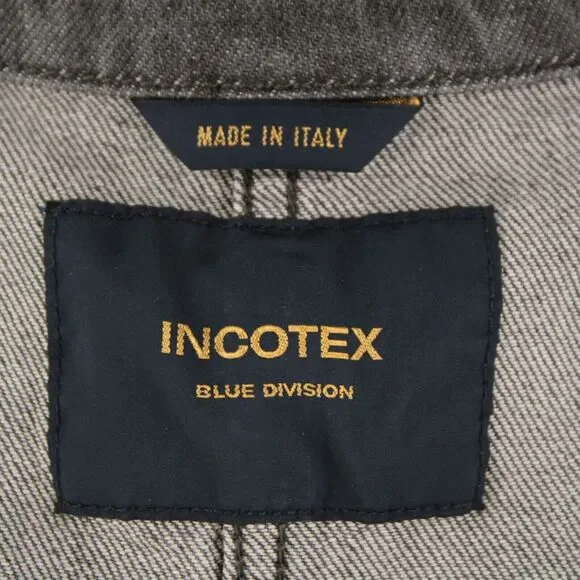 MADE IN ITALY
INCOTEX
BLUE DIVISION